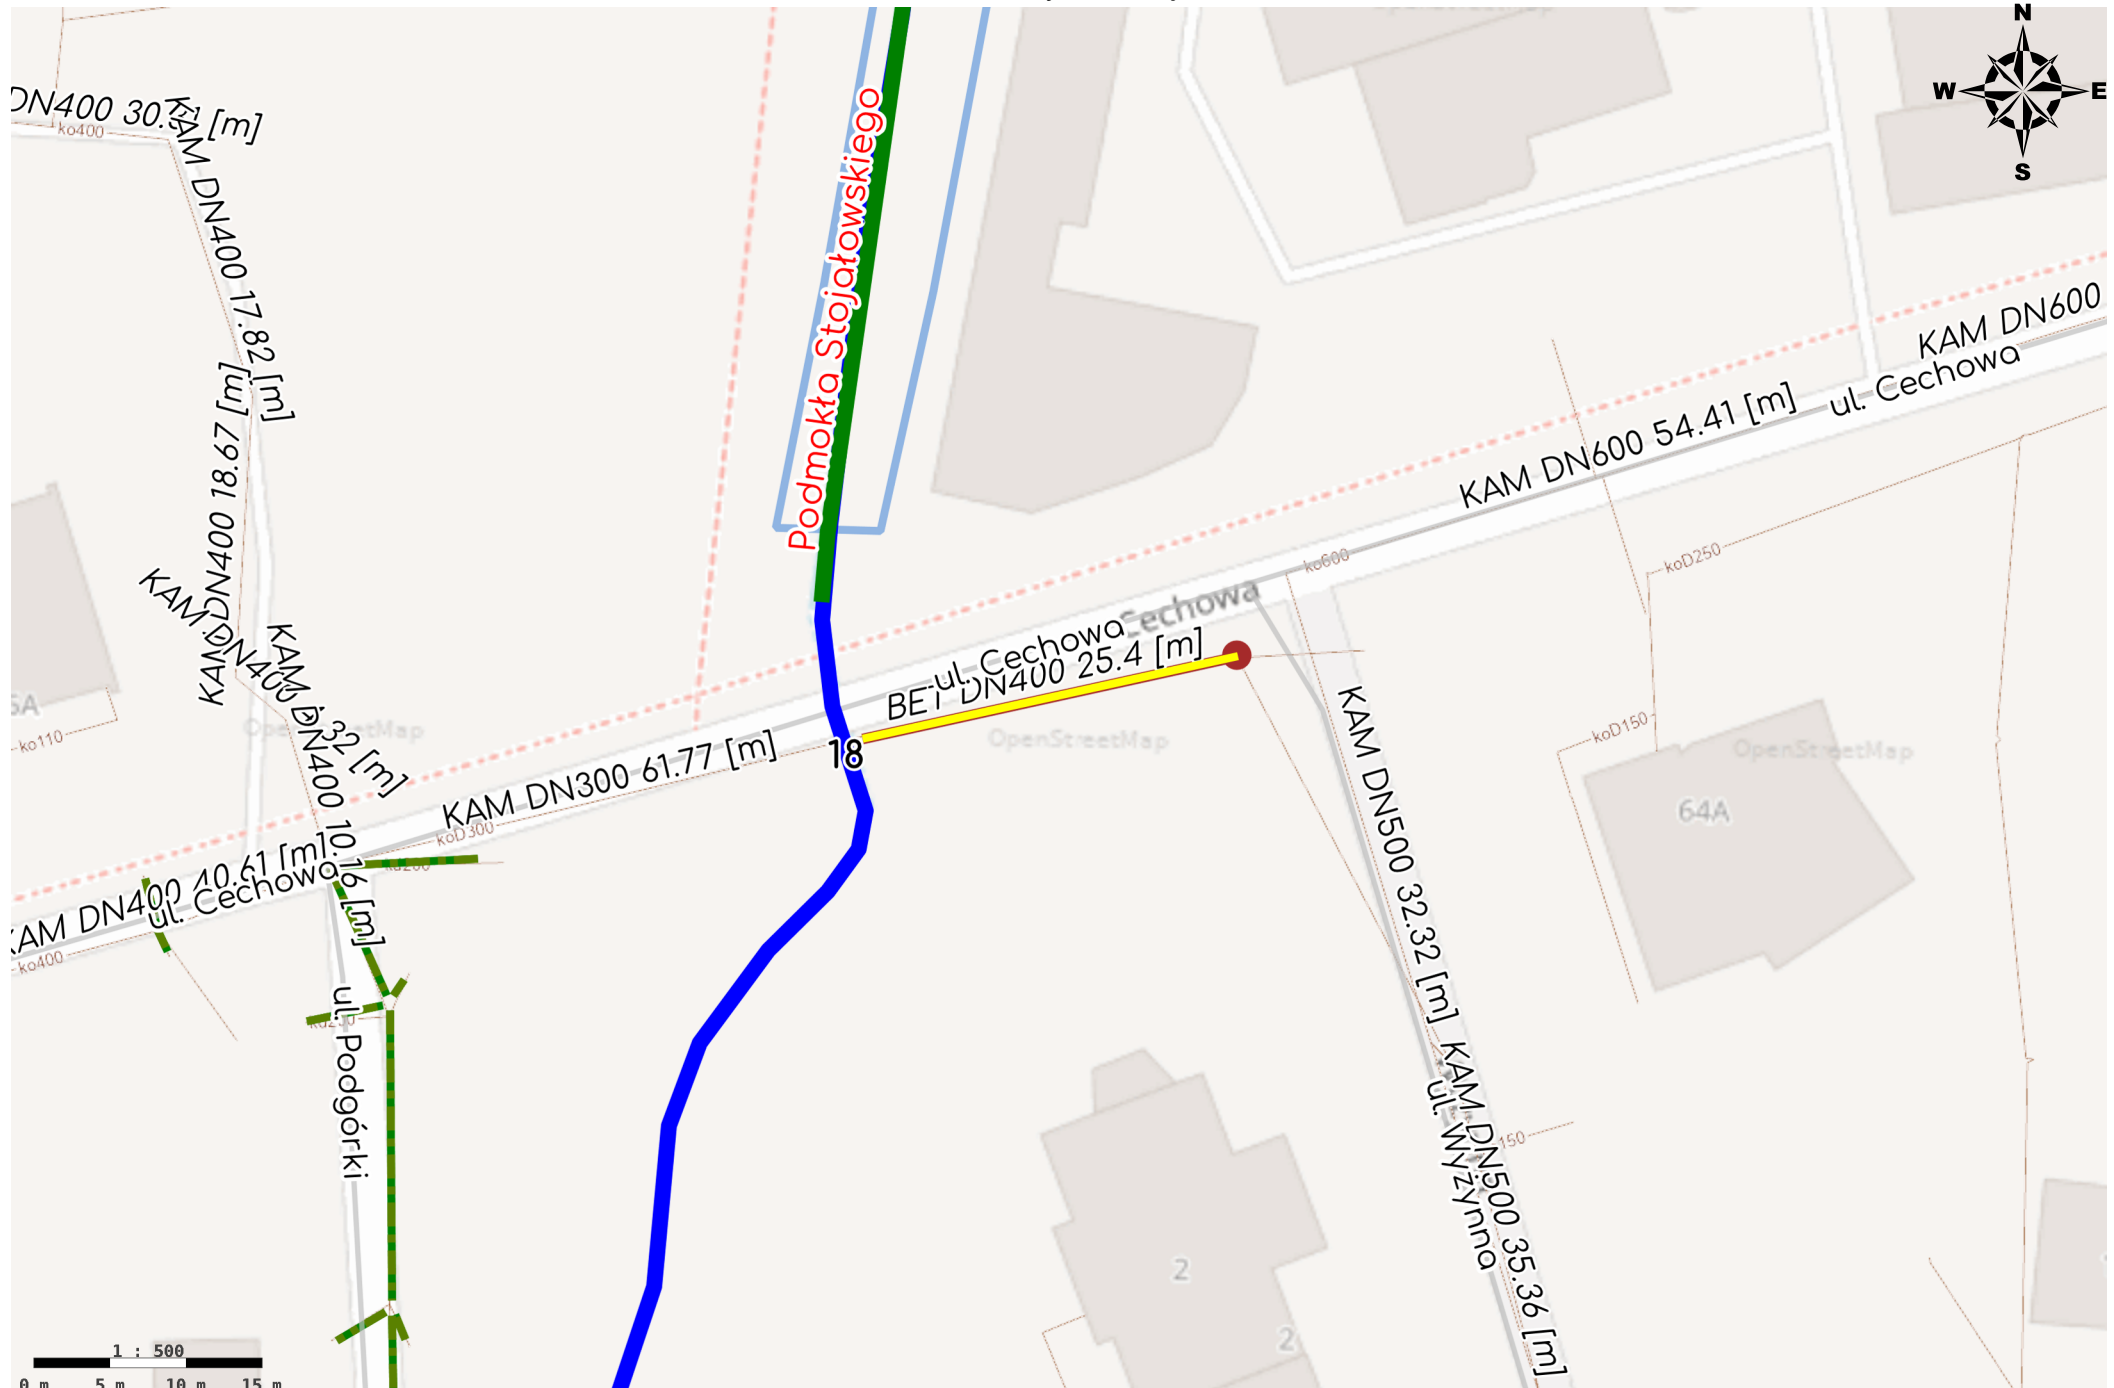 N
W
E
S
DN400 30.51 [m]
ko400
KAM DN400 17.82 [m]
KAM DN400 18.67 [m]
Podmokła Stojałowskiego
KAM DN600
ul. Cechowa
KAM DN600 54.41 [m]
koD250
ko600
Cechowa
ul. Cechowa
BET DN400 25.4 [m]
KAM DN400
32 [m]
KAM DN400 10.16 [m]
5A
ko110
OpenStreetMap
OpenStreetMap
OpenStreetMap
koD150
64A
18
KAM DN300 61.77 [m]
koD300
KAM DN500 32.32 [m]
KAM DN400 40.61 [m]
ul. Cechowa
ko400
ul. Podgórki
KAM DN500 35.36 [m]
ul. Wyżynna
150
2
2
1 : 500
0 m 5 m 10 m 15 m